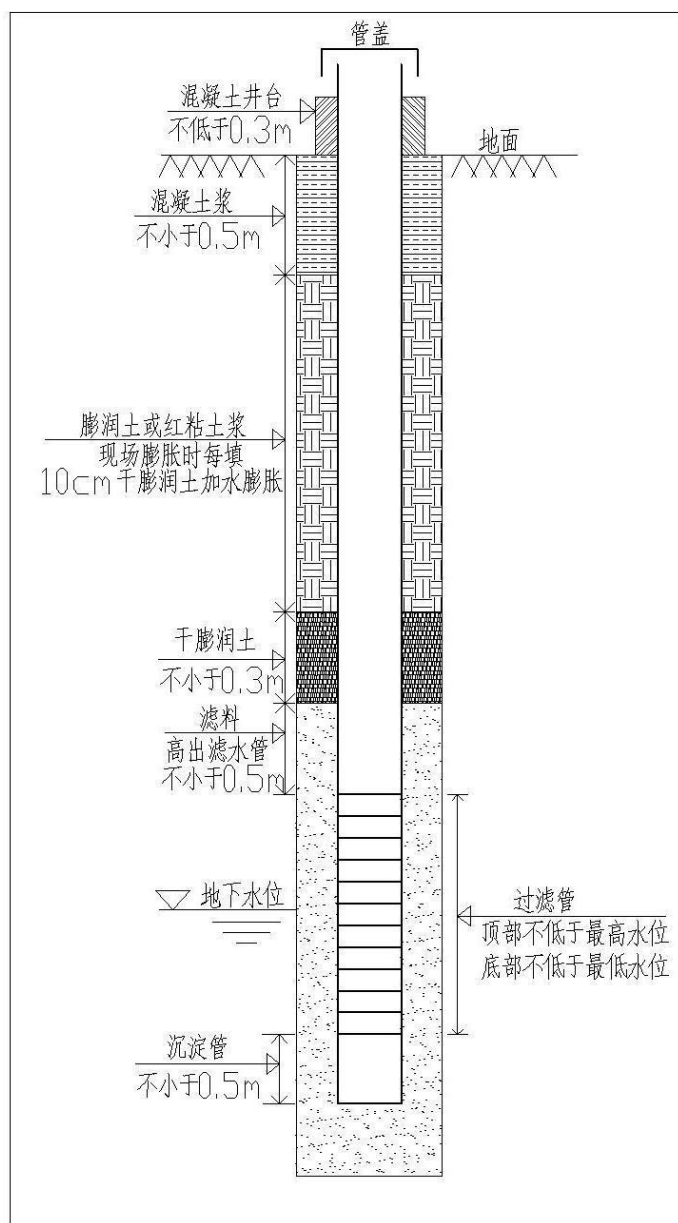 管盖
混凝土井台
不低于0.3m
地面
混凝土浆
不小于0.5m
膨润土或红粘土浆
现场膨胀时每填
10cm干膨润土加水膨胀
干膨润土
不小于0.3m
滤料
高出滤水管
不小于0.5m
地下水位
过滤管
顶部不低于最高水位
底部不低于最低水位
沉淀管
不小于0.5m